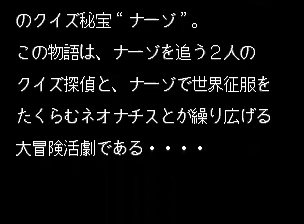 のクイズ秘宝“ナーゾ”。
この物語は、ナーゾを追う２人の
クイズ探偵と、ナーゾで世界征服を
たくらむネオナチスとが繰り広げる
大冒険活劇である・・・・